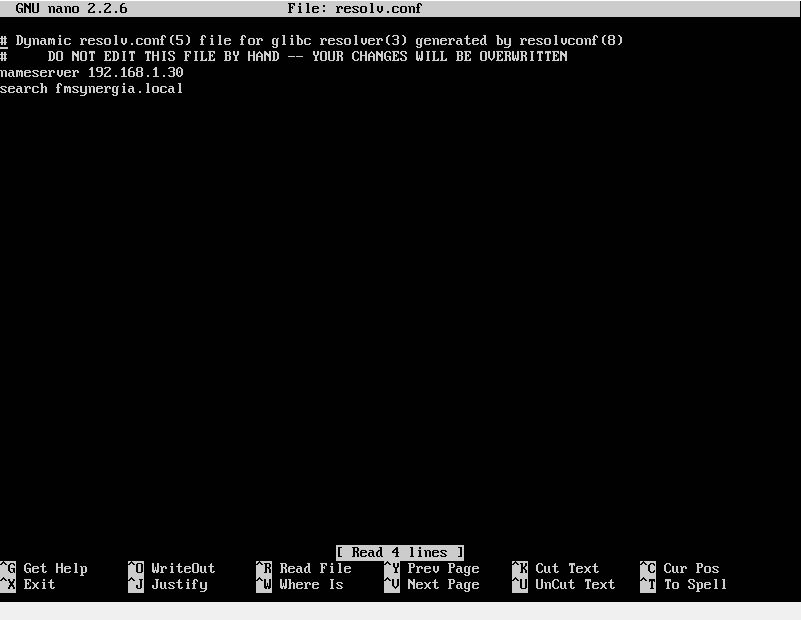 GNU nano 2.2.6 File: resolv.conf
# Dynamic resolv.conf(5) file for glibc resolver(3) generated by resolvconf(8)
# DO NOT EDIT THIS FILE BY HAND -- YOUR CHANGES WILL BE OVERWRITTEN
nameserver 192.168.1.30
search fmsynergia.local
[ Read 4 lines ]
^G Get Help ^O WriteOut ^R Read File ^Y Prev Page ^K Cut Text ^C Cur Pos
^X Exit ^J Justify ^W Where Is ^V Next Page ^U UnCut Text ^T To Spell